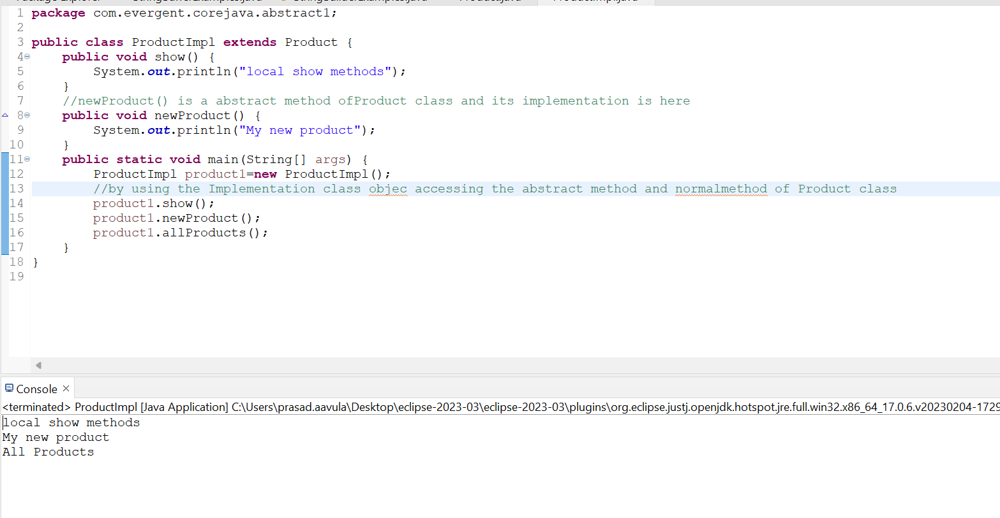 1 package com.evergent.corejava.abstract1;
2
3 public class ProductImpl extends Product {
4 public void show() {
5 System.out.println("local show methods");
6 }
7 //newProduct() is a abstract method ofProduct class and its implementation is here
8 public void newProduct() {
9 System.out.println("My new product");
10 }
11 public static void main(String[] args) {
12 ProductImpl product1=new ProductImpl();
13 //by using the Implementation class objec accessing the abstract method and normalmethod of Product class
14 product1.show();
15 product1.newProduct();
16 product1.allProducts();
17 }
18 }
19
Console
<terminated> ProductImpl [Java Application] C:\Users\prasad.aavula\Desktop\eclipse-2023-03\eclipse-2023-03\plugins\org.eclipse.justj.openjdk.hotspot.jre.full.win32.x86_64_17.0.6.v20230204-1729
local show methods
My new product
All Products